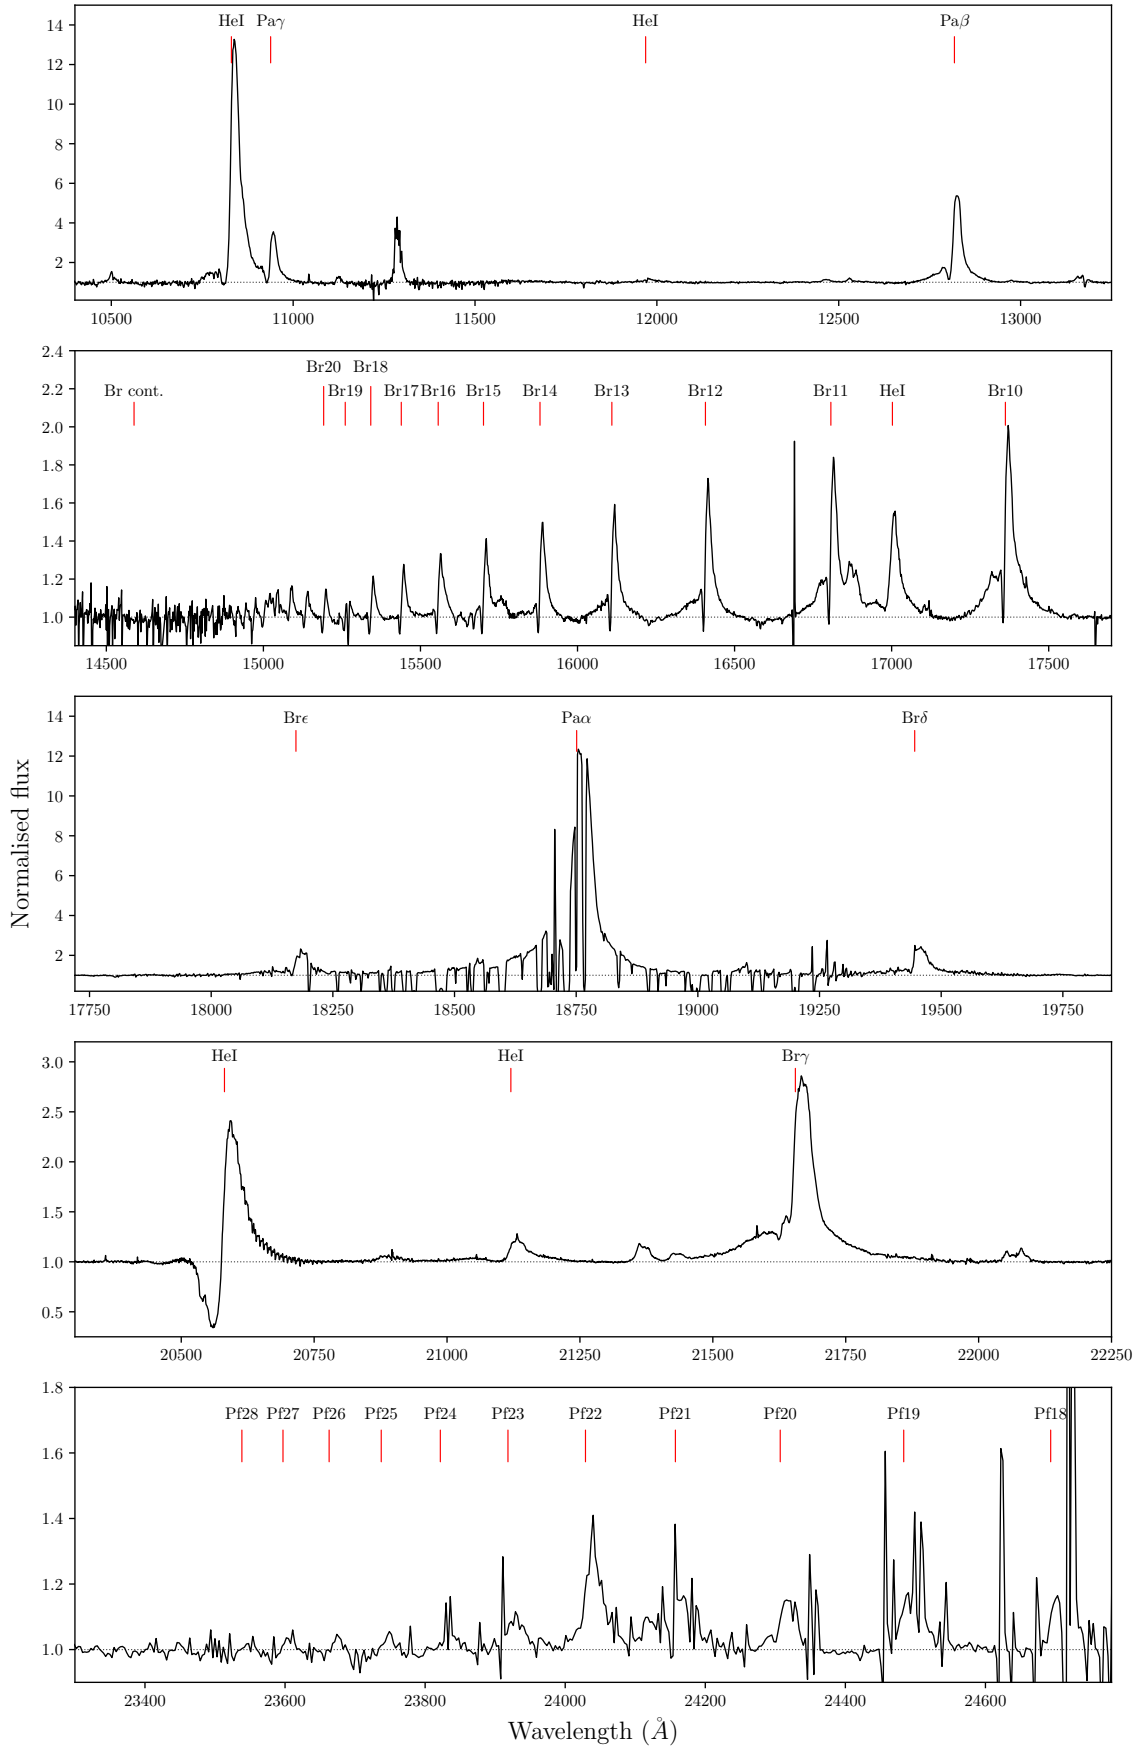 HeI Paγ HeI Paβ
14
12
10
8
6
4
2
10500 11000 11500 12000 12500 13000
2.4
Br20 Br18
2.2
Br cont. Br19 Br17 Br16 Br15 Br14 Br13 Br12 Br11 HeI Br10
2.0
1.8
1.6
1.4
1.2
1.0
14500 15000 15500 16000 16500 17000 17500
Brϵ Paα Brδ
14
12
10
8
6
4
2
17750 18000 18250 18500 18750 19000 19250 19500 19750
Normalised flux
HeI HeI Brγ
3.0
2.5
2.0
1.5
1.0
0.5
20500 20750 21000 21250 21500 21750 22000 22250
1.8
Pf28 Pf27 Pf26 Pf25 Pf24 Pf23 Pf22 Pf21 Pf20 Pf19 Pf18
1.6
1.4
1.2
1.0
23400 23600 23800 24000 24200 24400 24600
Wavelength (Å)